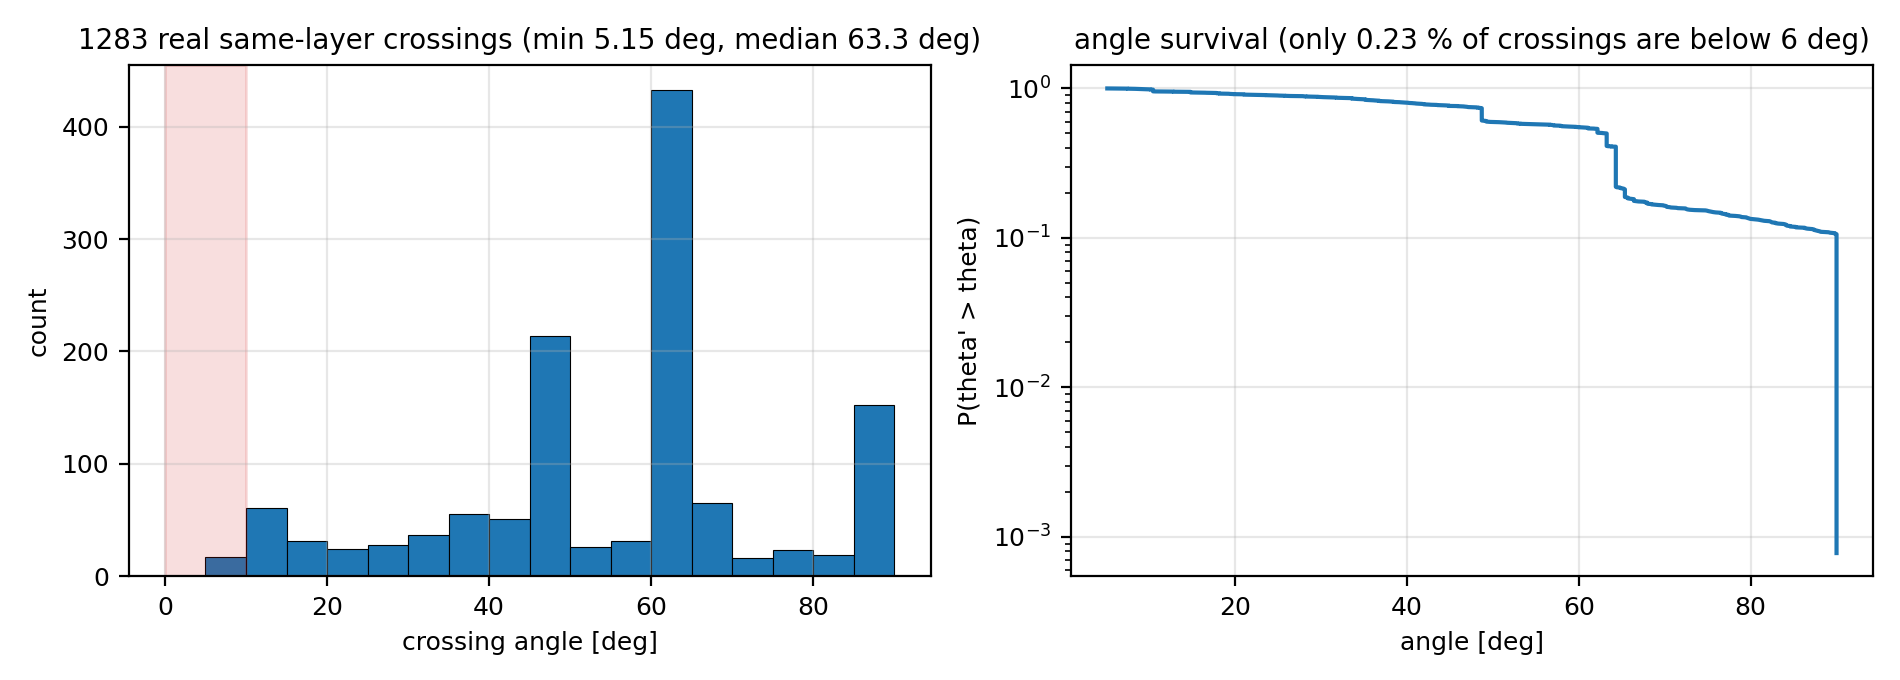 1283 real same-layer crossings (min 5.15 deg, median 63.3 deg)
count
400
300
200
100
0
0 20 40 60 80
crossing angle [deg]
angle survival (only 0.23 % of crossings are below 6 deg)
P(theta' > theta)
10⁰
10⁻¹
10⁻²
10⁻³
20 40 60 80
angle [deg]